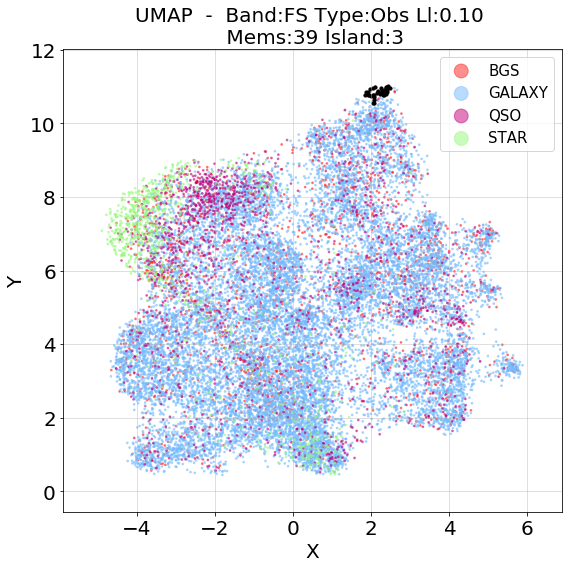 UMAP  -  Band:FS Type:Obs Ll:0.10
Mems:39 Island:3
12
10
8
6
4
2
0
Y
BGS
GALAXY
QSO
STAR
−4 −2 0 2 4 6
X